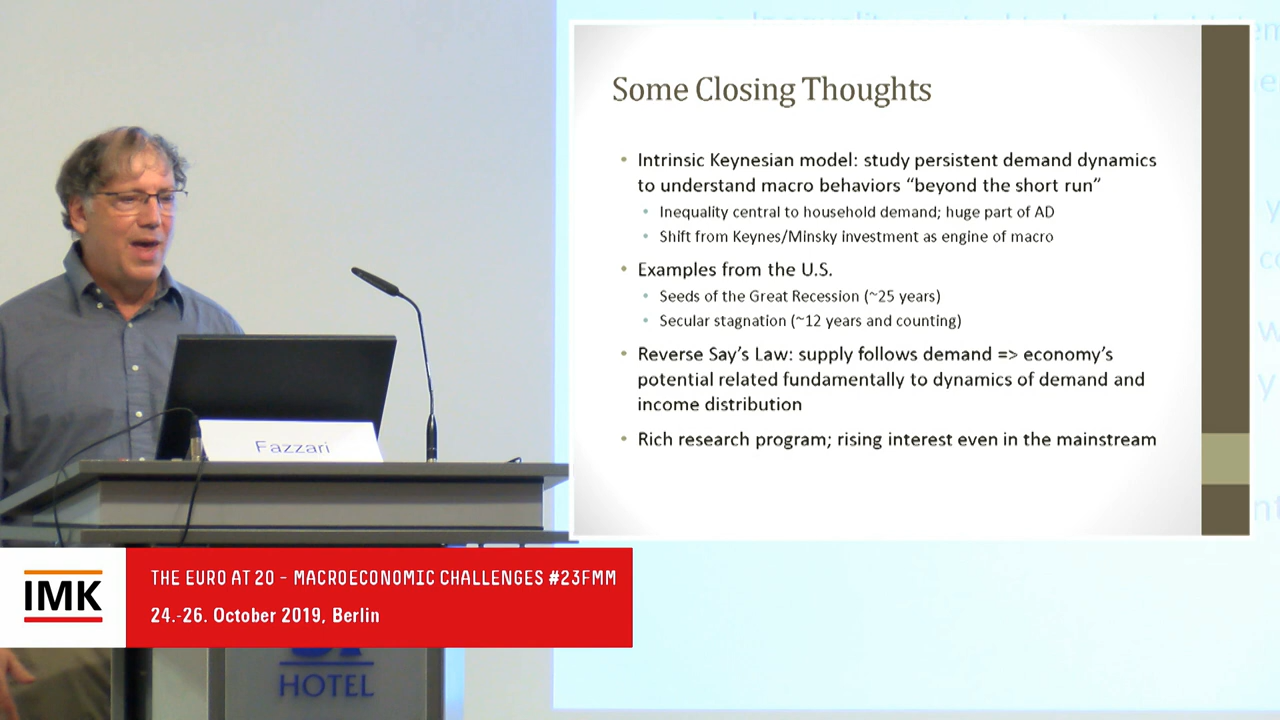 Some Closing Thoughts
• Intrinsic Keynesian model: study persistent demand dynamics
to understand macro behaviors “beyond the short run”
• Inequality central to household demand; huge part of AD
• Shift from Keynes/Minsky investment as engine of macro
• Examples from the U.S.
• Seeds of the Great Recession (~25 years)
• Secular stagnation (~12 years and counting)
• Reverse Say’s Law: supply follows demand => economy’s
potential related fundamentally to dynamics of demand and
income distribution
• Rich research program; rising interest even in the mainstream
Fazzari
IMK
THE EURO AT 20 – MACROECONOMIC CHALLENGES #23FMM
24.-26. October 2019, Berlin
HOTEL